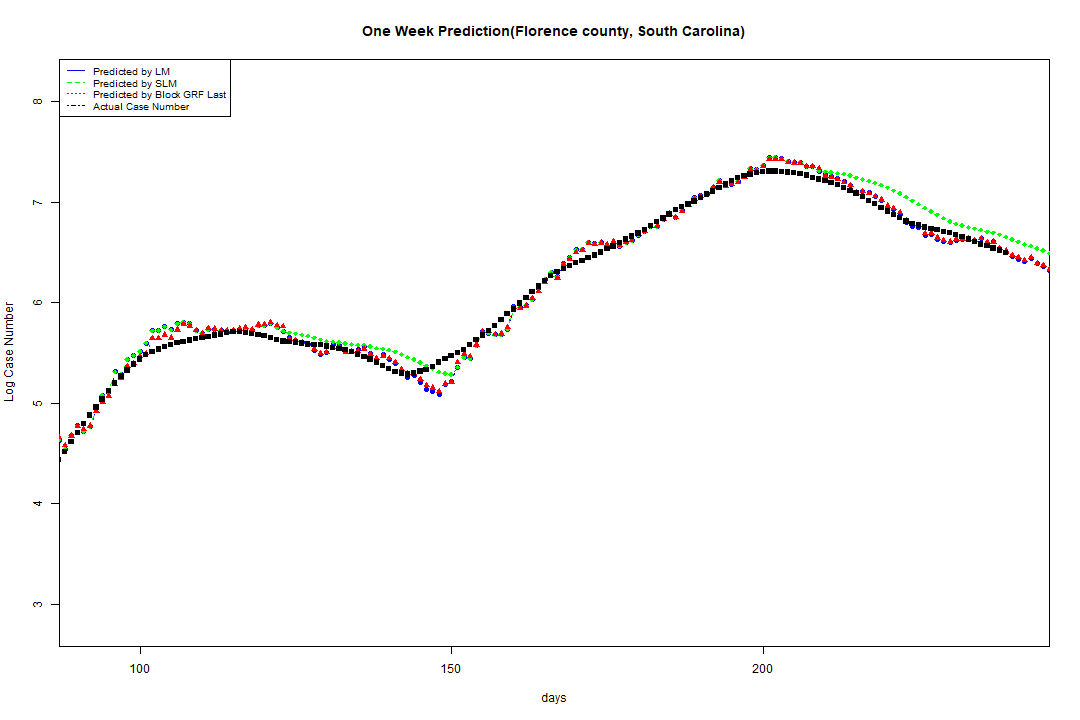 One Week Prediction(Florence county, South Carolina)
Predicted by LM
Predicted by SLM
Predicted by Block GRF Last
Actual Case Number
8
7
6
5
4
3
Log Case Number
100
150
200
days